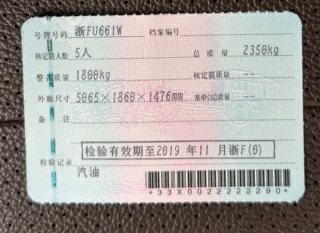 号牌号码 浙FU661W 档案编号
核定载人数 5人 总质量 2350kg
整备质量 1800kg 核定载质量 --
外廓尺寸 5065×1860×1476mm 准牵引总质量 --
备注
检验有效期至2019 年11 月浙F(0)
检验记录
汽油
*33X0022222290*